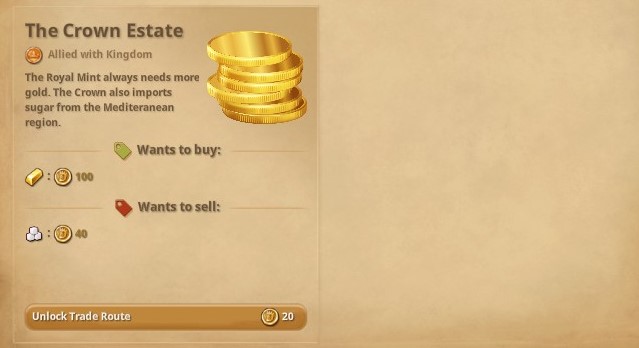 The Crown Estate
Allied with Kingdom
The Royal Mint always needs more
gold. The Crown also imports
sugar from the Mediteranean
region.
Wants to buy:
: 100
Wants to sell:
: 40
Unlock Trade Route 20